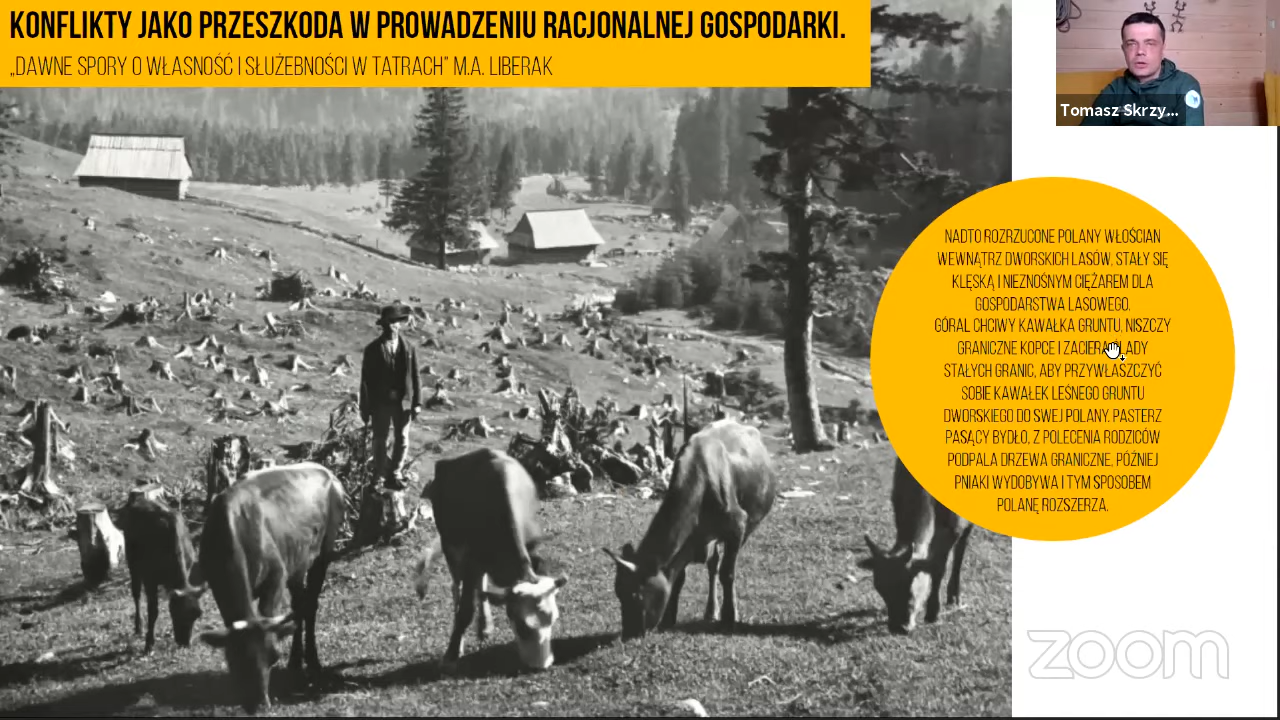 KONFLIKTY JAKO PRZESZKODA W PROWADZENIU RACJONALNEJ GOSPODARKI.
„DAWNE SPORY O WŁASNOŚĆ I SŁUŻEBNOŚCI W TATRACH" M.A. LIBERAK
Tomasz Skrzy...
NADTO ROZRZUCONE POLANY WŁOŚCIAN
WEWNĄTRZ DWORSKICH LASÓW, STAŁY SIĘ
KLĘSKĄ I NIEZNOŚNYM CIĘŻAREM DLA
GOSPODARSTWA LASOWEGO.
GÓRAL CHCIWY KAWAŁKA GRUNTU, NISZCZY
GRANICZNE KOPCE I ZACIERA ŚLADY
STAŁYCH GRANIC, ABY PRZYWŁASZCZYĆ
SOBIE KAWAŁEK LEŚNEGO GRUNTU
DWORSKIEGO DO SWEJ POLANY. PASTERZ
PASĄCY BYDŁO, Z POLECENIA RODZICÓW
PODPALA DRZEWA GRANICZNE, PÓŹNIEJ
PNIAKI WYDOBYWA I TYM SPOSOBEM
POLANĘ ROZSZERZA.
zoom